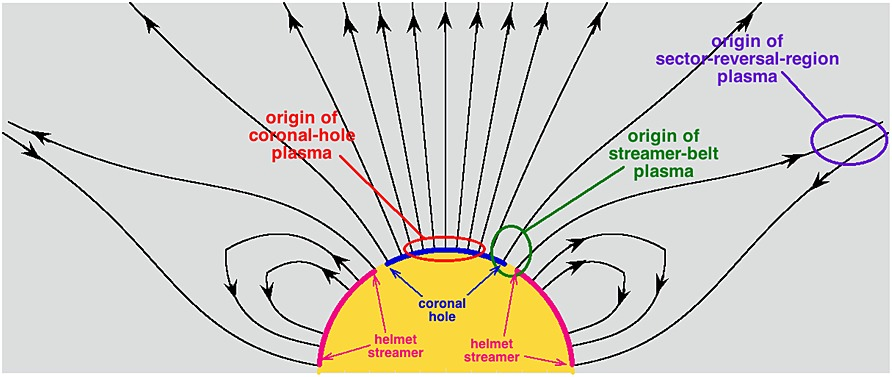 origin of
sector-reversal-region
plasma
origin of
coronal-hole
plasma
origin of
streamer-belt
plasma
coronal
hole
helmet
streamer
helmet
streamer